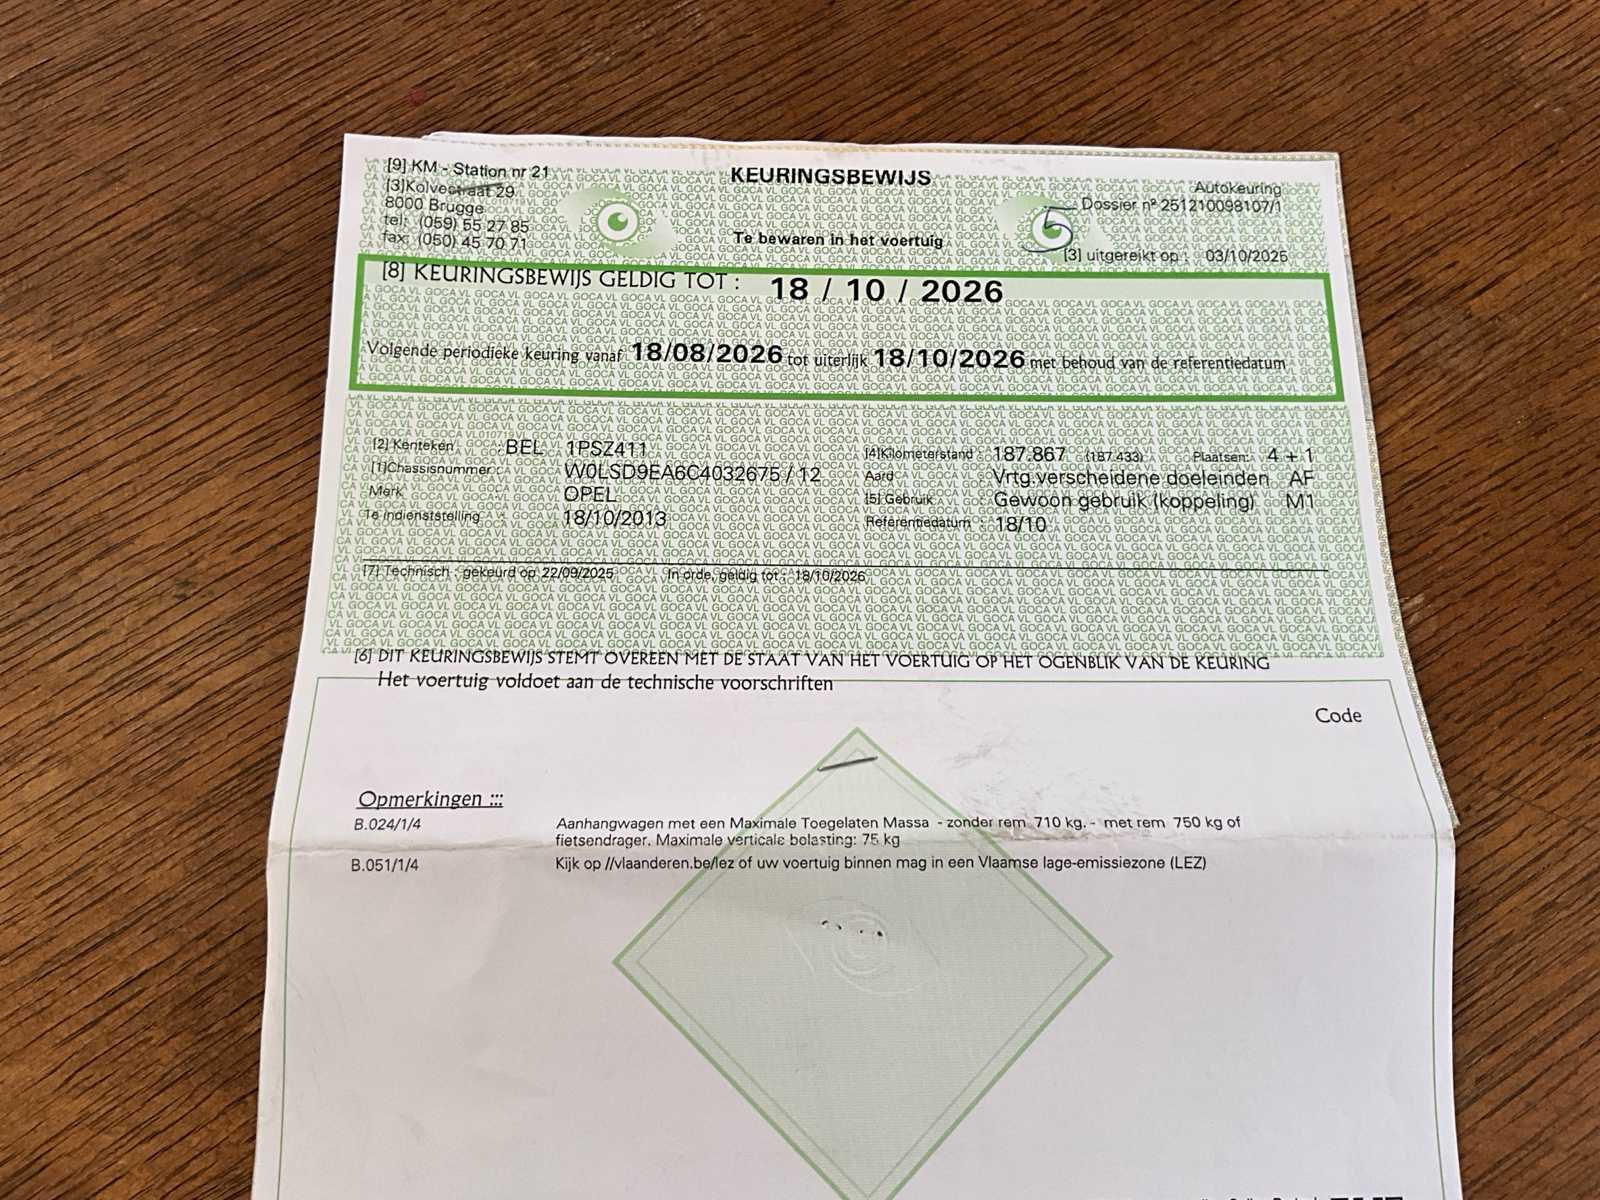 [9] KM - Station nr 21
[3]Kolvestraat 29
8000 Brugge
tel: (059) 55 27 85
fax: (050) 45 70 71
KEURINGSBEWIJS
Te bewaren in het voertuig
Autokeuring
Dossier nº 251210098107/1
5
[3] uitgereikt op : 03/10/2025
[8] KEURINGSBEWIJS GELDIG TOT : 18 / 10 / 2026
Volgende periodieke keuring vanaf 18/08/2026 tot uiterlijk 18/10/2026 met behoud van de referentiedatum
[2] Kenteken : BEL 1PSZ411
[1]Chassisnummer : W0LSD9EA6C4032675 / 12
Merk : OPEL
1e indienststelling : 18/10/2013
[4]Kilometerstand : 187.867 (187.433) Plaatsen: 4 + 1
Aard : Vrtg.verscheidene doeleinden AF
[5] Gebruik : Gewoon gebruik (koppeling) M1
Referentiedatum : 18/10
[7] Technisch : gekeurd op 22/09/2025 In orde, geldig tot : 18/10/2026
[6] DIT KEURINGSBEWIJS STEMT OVEREEN MET DE STAAT VAN HET VOERTUIG OP HET OGENBLIK VAN DE KEURING
Het voertuig voldoet aan de technische voorschriften
Code
Opmerkingen :::
B.024/1/4 Aanhangwagen met een Maximale Toegelaten Massa - zonder rem 710 kg. - met rem 750 kg of
fietsendrager. Maximale verticale belasting: 75 kg
B.051/1/4 Kijk op //vlaanderen.be/lez of uw voertuig binnen mag in een Vlaamse lage-emissiezone (LEZ)